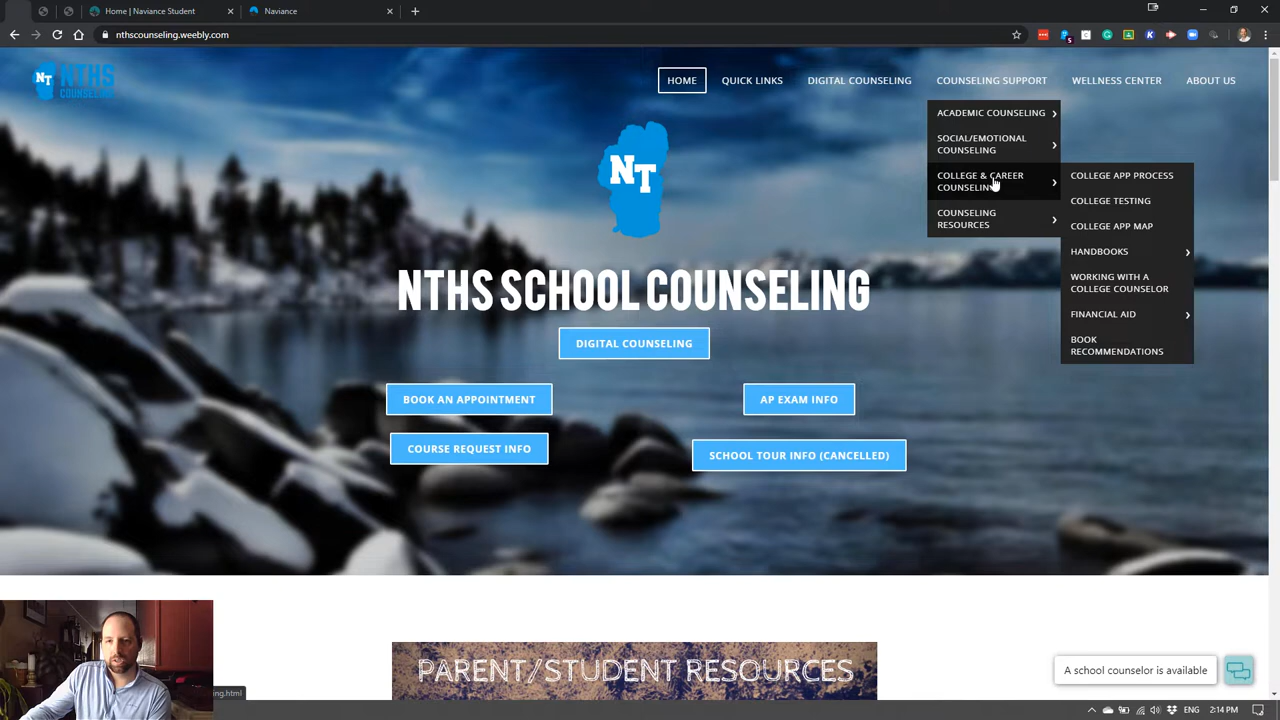 Home | Naviance Student
Naviance
nthscounseling.weebly.com
NT NTHS
COUNSELING
HOME QUICK LINKS DIGITAL COUNSELING COUNSELING SUPPORT WELLNESS CENTER ABOUT US
ACADEMIC COUNSELING
SOCIAL/EMOTIONAL
COUNSELING
COLLEGE & CAREER
COUNSELING
COUNSELING
RESOURCES
COLLEGE APP PROCESS
COLLEGE TESTING
COLLEGE APP MAP
HANDBOOKS
WORKING WITH A
COLLEGE COUNSELOR
FINANCIAL AID
BOOK
RECOMMENDATIONS
NT
NTHS SCHOOL COUNSELING
DIGITAL COUNSELING
BOOK AN APPOINTMENT
AP EXAM INFO
COURSE REQUEST INFO
SCHOOL TOUR INFO (CANCELLED)
PARENT/STUDENT RESOURCES
A school counselor is available
ing.html
ENG 2:14 PM